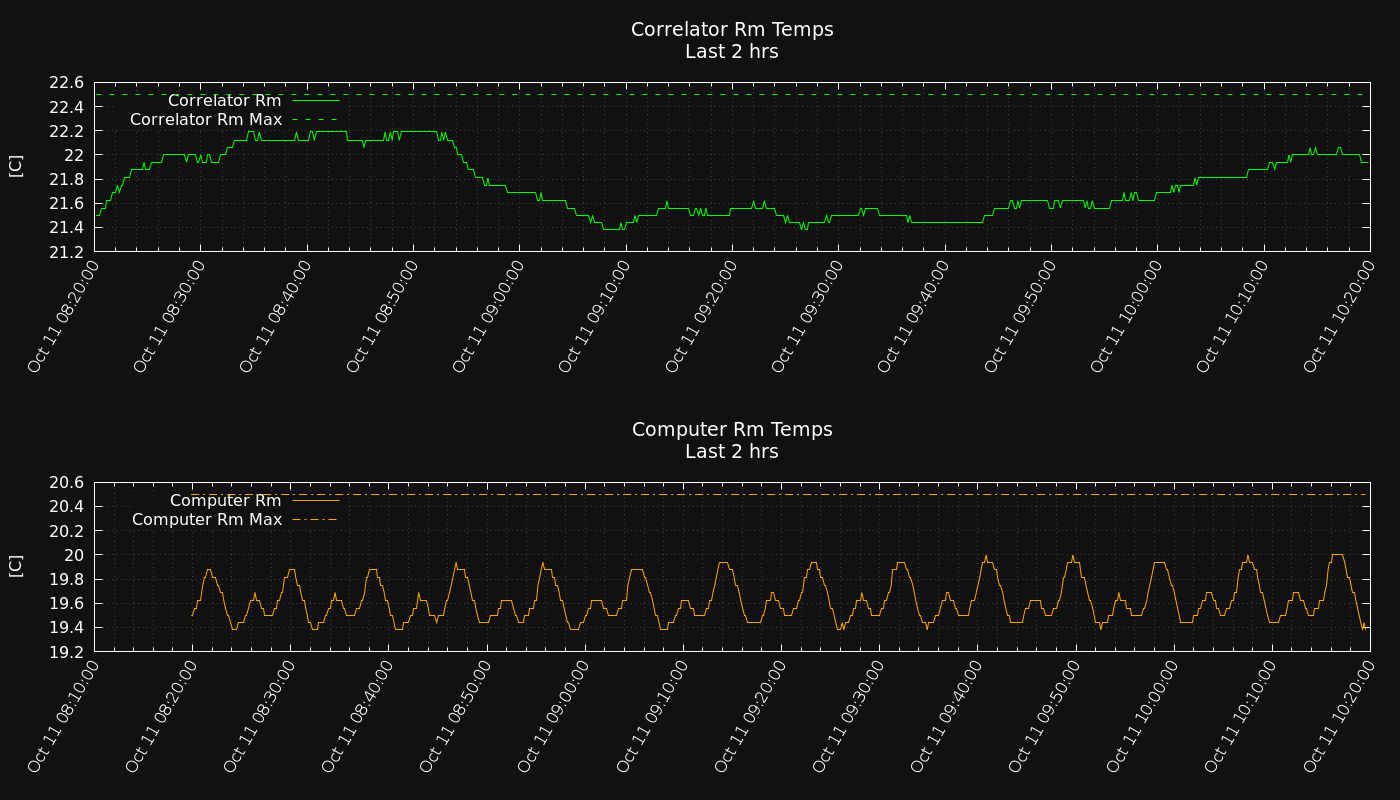 Correlator Rm Temps
Last 2 hrs
22.6
22.4
22.2
22
21.8
21.6
21.4
21.2
[C]
Correlator Rm
Correlator Rm Max
Oct 11 08:20:00
Oct 11 08:30:00
Oct 11 08:40:00
Oct 11 08:50:00
Oct 11 09:00:00
Oct 11 09:10:00
Oct 11 09:20:00
Oct 11 09:30:00
Oct 11 09:40:00
Oct 11 09:50:00
Oct 11 10:00:00
Oct 11 10:10:00
Oct 11 10:20:00
Computer Rm Temps
Last 2 hrs
20.6
20.4
20.2
20
19.8
19.6
19.4
19.2
[C]
Computer Rm
Computer Rm Max
Oct 11 08:10:00
Oct 11 08:20:00
Oct 11 08:30:00
Oct 11 08:40:00
Oct 11 08:50:00
Oct 11 09:00:00
Oct 11 09:10:00
Oct 11 09:20:00
Oct 11 09:30:00
Oct 11 09:40:00
Oct 11 09:50:00
Oct 11 10:00:00
Oct 11 10:10:00
Oct 11 10:20:00